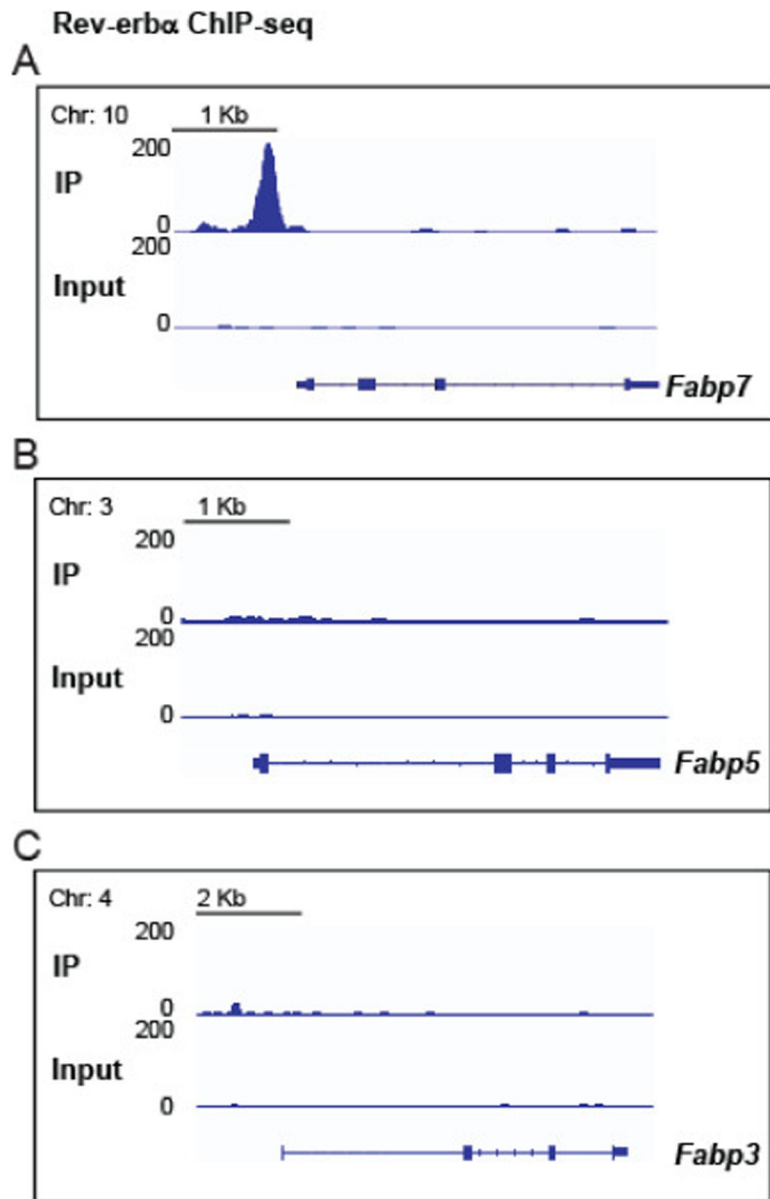 Rev-erbα ChIP-seq
A
Chr: 10
1 Kb
200
IP
0
200
Input
0
Fabp7
B
Chr: 3
1 Kb
200
IP
0
200
Input
0
Fabp5
C
Chr: 4
2 Kb
200
IP
0
200
Input
0
Fabp3